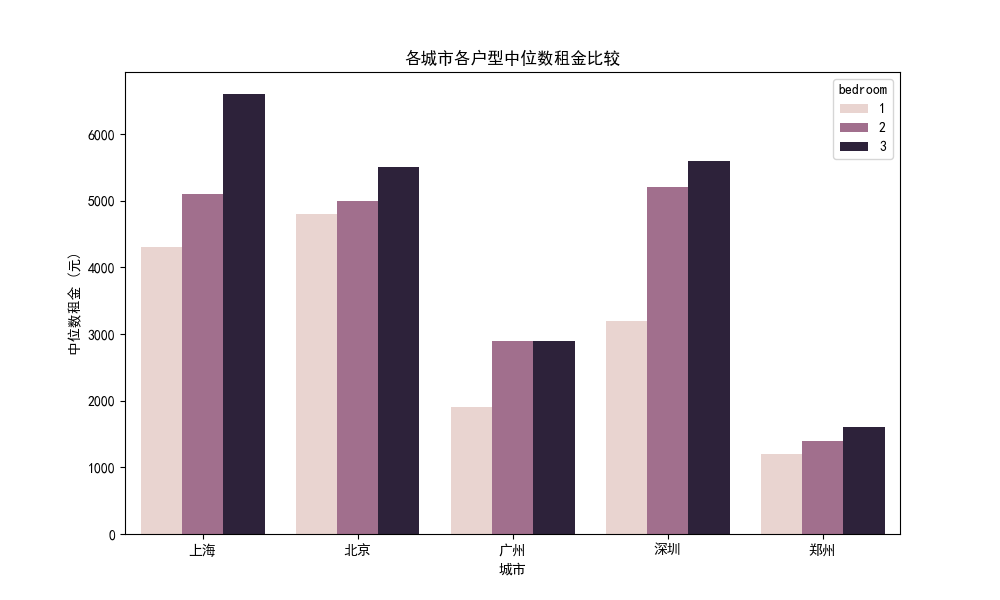 各城市各户型中位数租金比较
bedroom
1
2
3
中位数租金 (元)
6000
5000
4000
3000
2000
1000
0
上海 北京 广州 深圳 郑州
城市